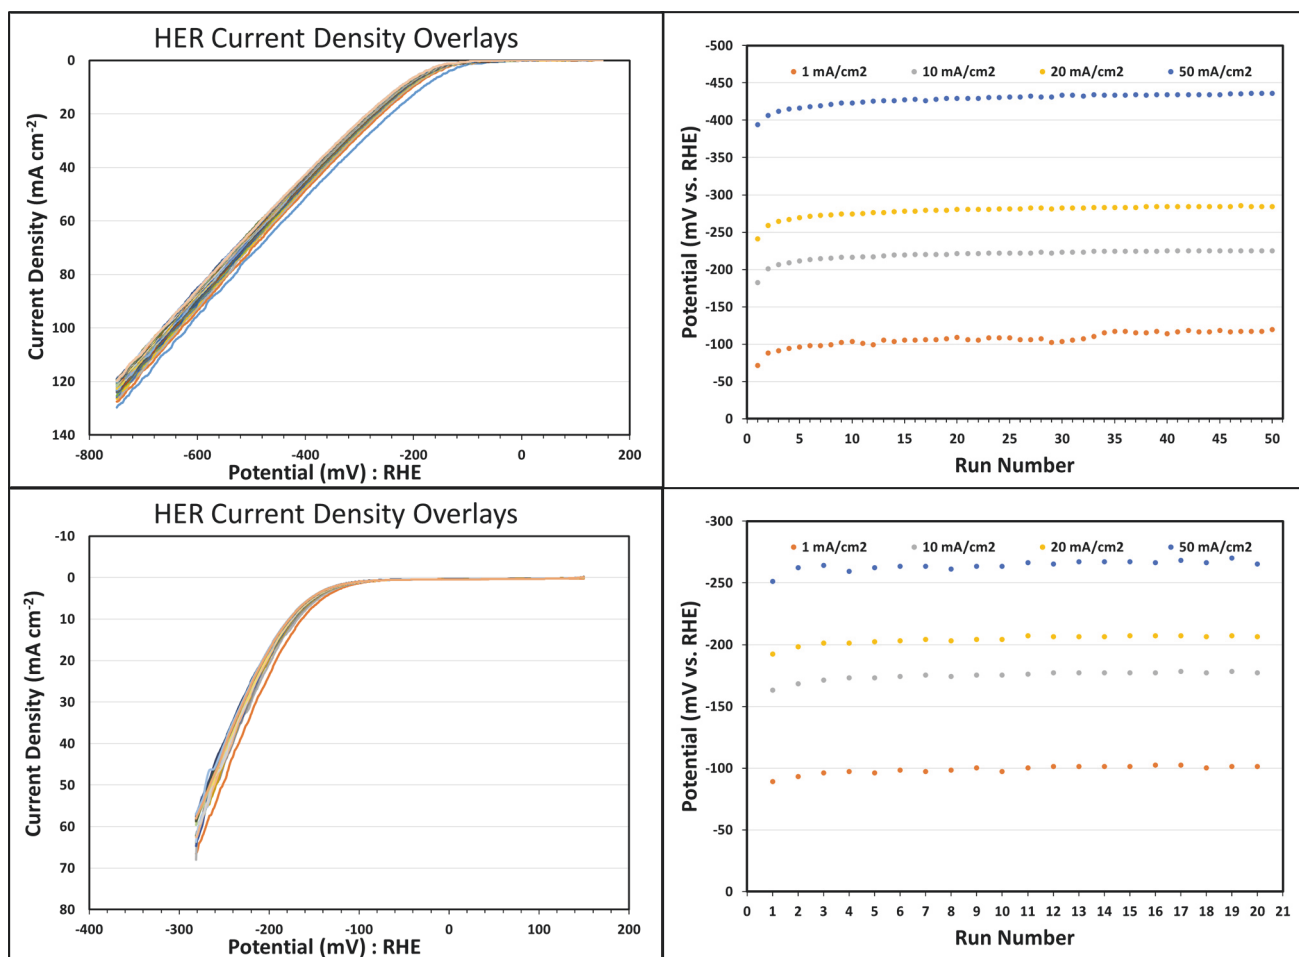 HER Current Density Overlays
0
20
40
60
80
100
120
140
-800 -600 -400 -200 0 200
Current Density (mA cm-2)
Potential (mV) : RHE
-500
-450
-400
-350
-300
-250
-200
-150
-100
-50
0
1 mA/cm2 10 mA/cm2 20 mA/cm2 50 mA/cm2
0 5 10 15 20 25 30 35 40 45 50
Potential (mV vs. RHE)
Run Number
HER Current Density Overlays
-10
0
10
20
30
40
50
60
70
80
-400 -300 -200 -100 0 100 200
Current Density (mA cm-2)
Potential (mV) : RHE
-300
-250
-200
-150
-100
-50
0
1 mA/cm2 10 mA/cm2 20 mA/cm2 50 mA/cm2
0 1 2 3 4 5 6 7 8 9 10 11 12 13 14 15 16 17 18 19 20 21
Potential (mV vs. RHE)
Run Number